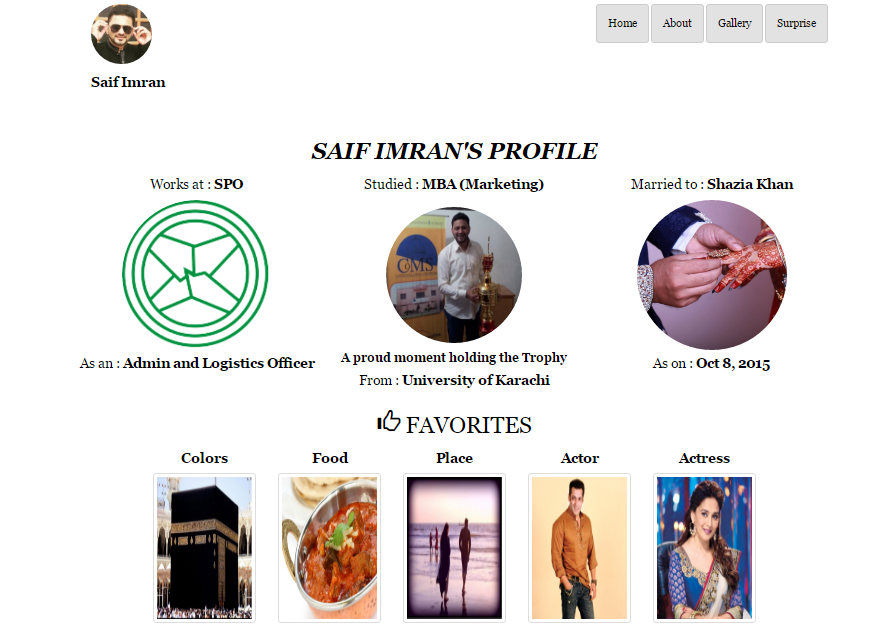 Home About Gallery Surprise
Saif Imran
SAIF IMRAN'S PROFILE
Works at : SPO
Studied : MBA (Marketing)
Married to : Shazia Khan
CoMS
As an : Admin and Logistics Officer
A proud moment holding the Trophy
From : University of Karachi
As on : Oct 8, 2015
FAVORITES
Colors Food Place Actor Actress